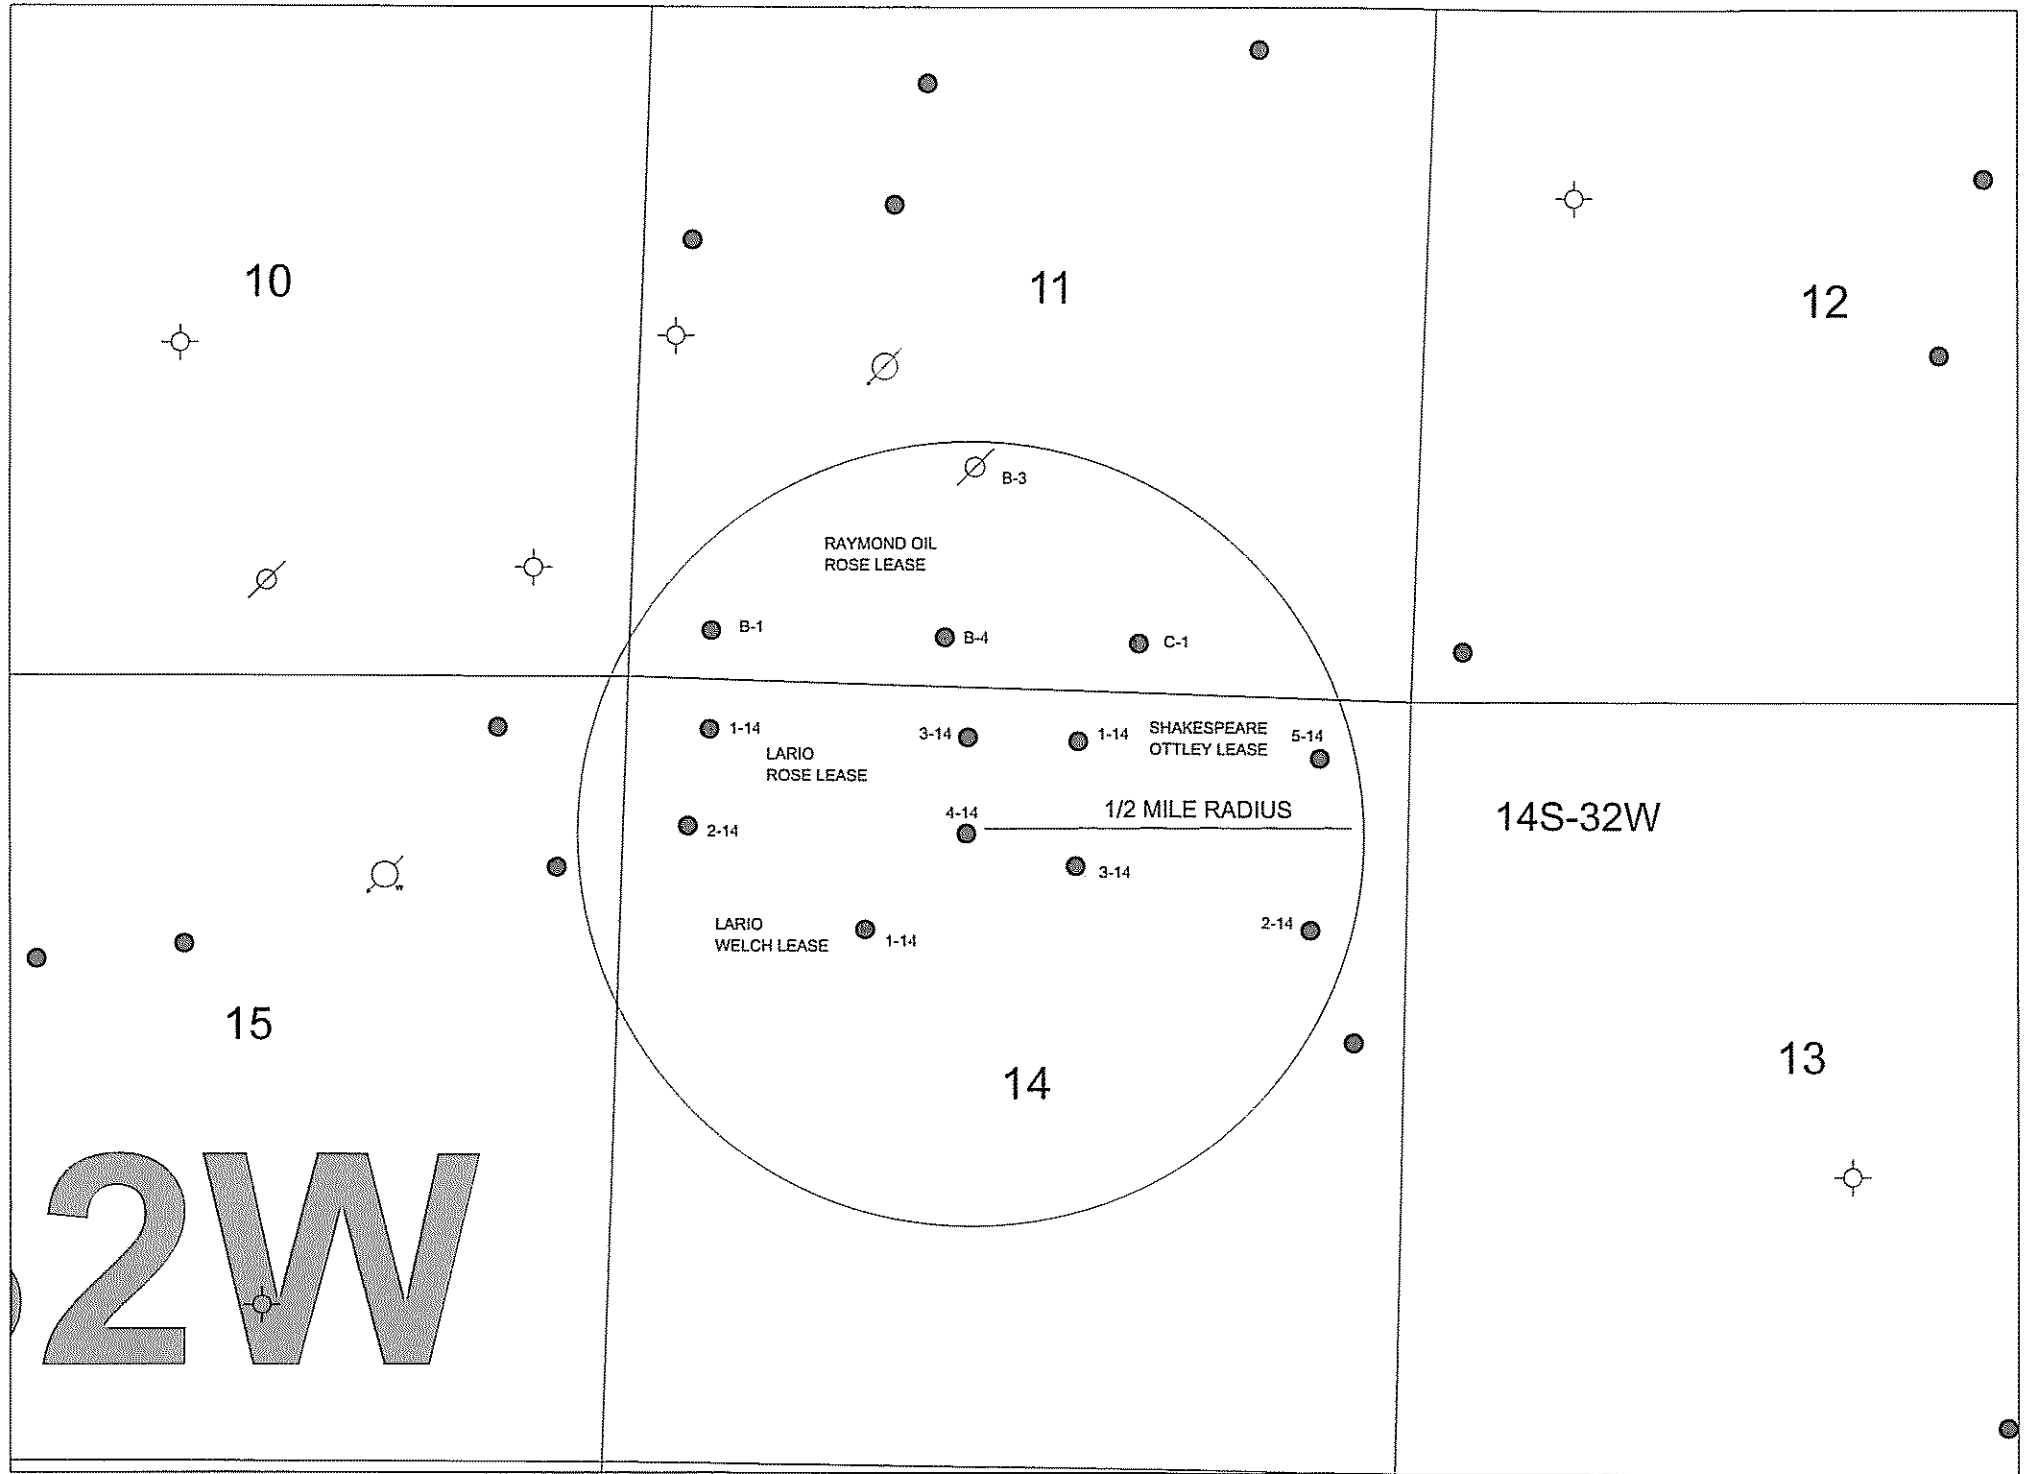 10
11
12
B-3
RAYMOND OIL
ROSE LEASE
B-1
B-4
C-1
1-14
LARIO
ROSE LEASE
3-14
1-14
SHAKESPEARE
OTTLEY LEASE
5-14
2-14
4-14
1/2 MILE RADIUS
14S-32W
3-14
W
LARIO
WELCH LEASE
1-14
2-14
15
14
13
2W